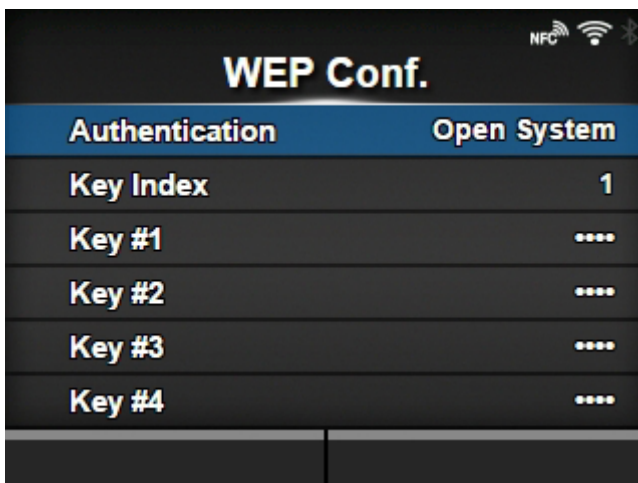 NFC
WEP Conf.
Authentication Open System
Key Index 1
Key #1 ••••
Key #2 ••••
Key #3 ••••
Key #4 ••••